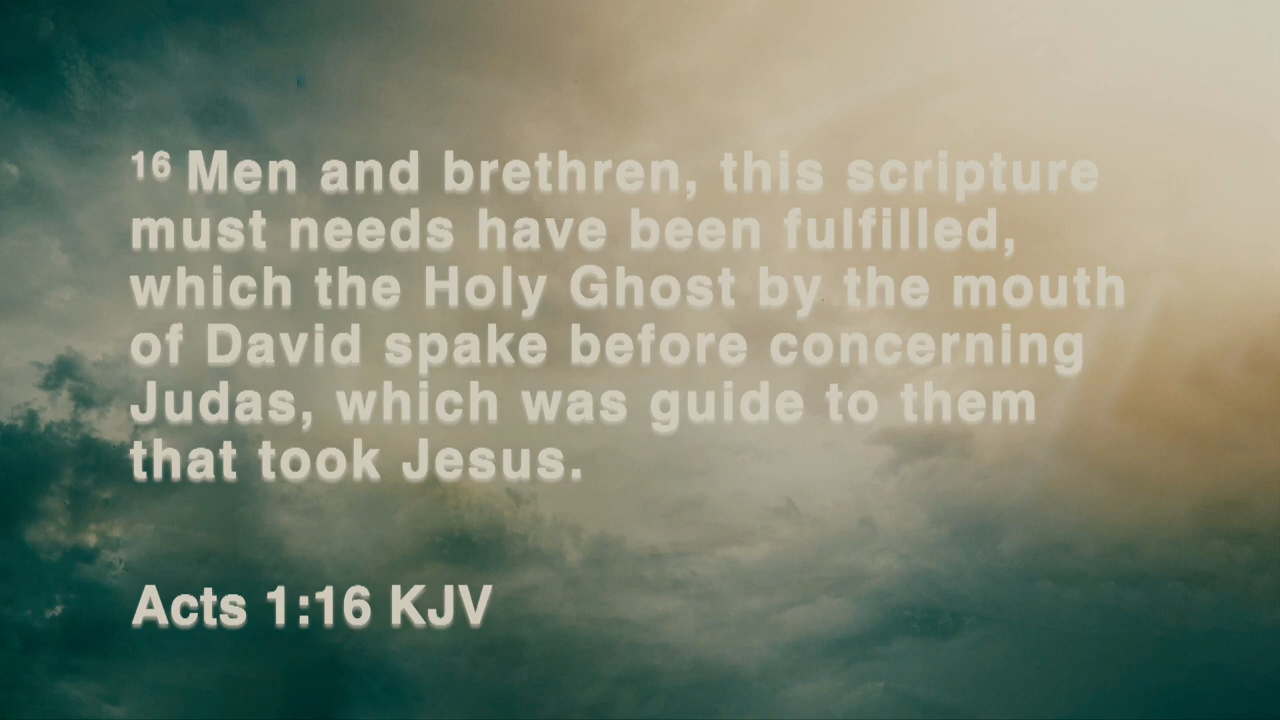 16 Men and brethren, this scripture
must needs have been fulfilled,
which the Holy Ghost by the mouth
of David spake before concerning
Judas, which was guide to them
that took Jesus.
Acts 1:16 KJV